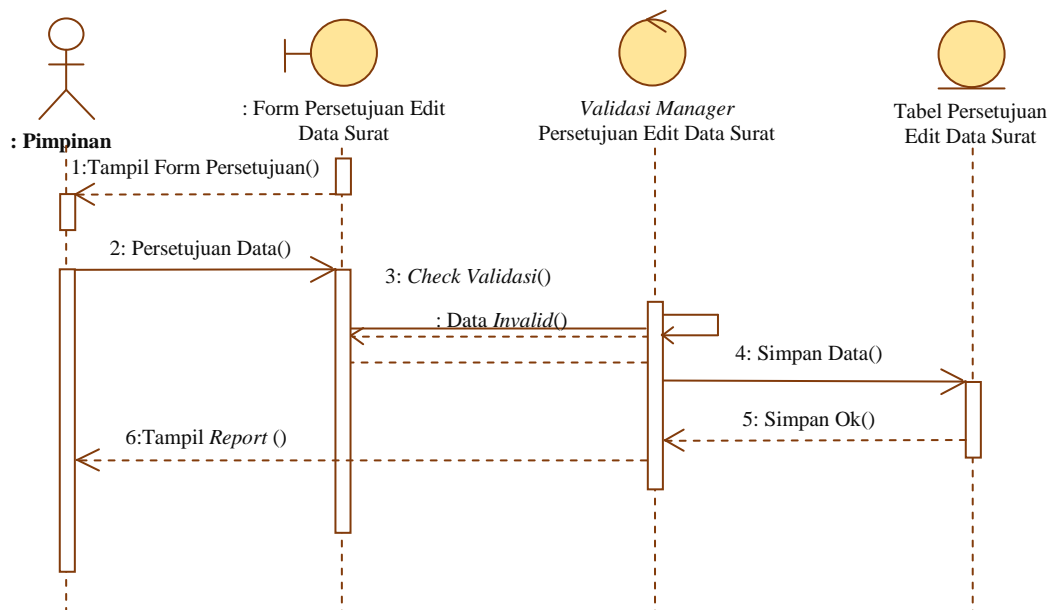 : Pimpinan
: Form Persetujuan Edit
Data Surat
Validasi Manager
Persetujuan Edit Data Surat
Tabel Persetujuan
Edit Data Surat
1:Tampil Form Persetujuan()
2: Persetujuan Data()
3: Check Validasi()
: Data Invalid()
4: Simpan Data()
5: Simpan Ok()
6:Tampil Report ()